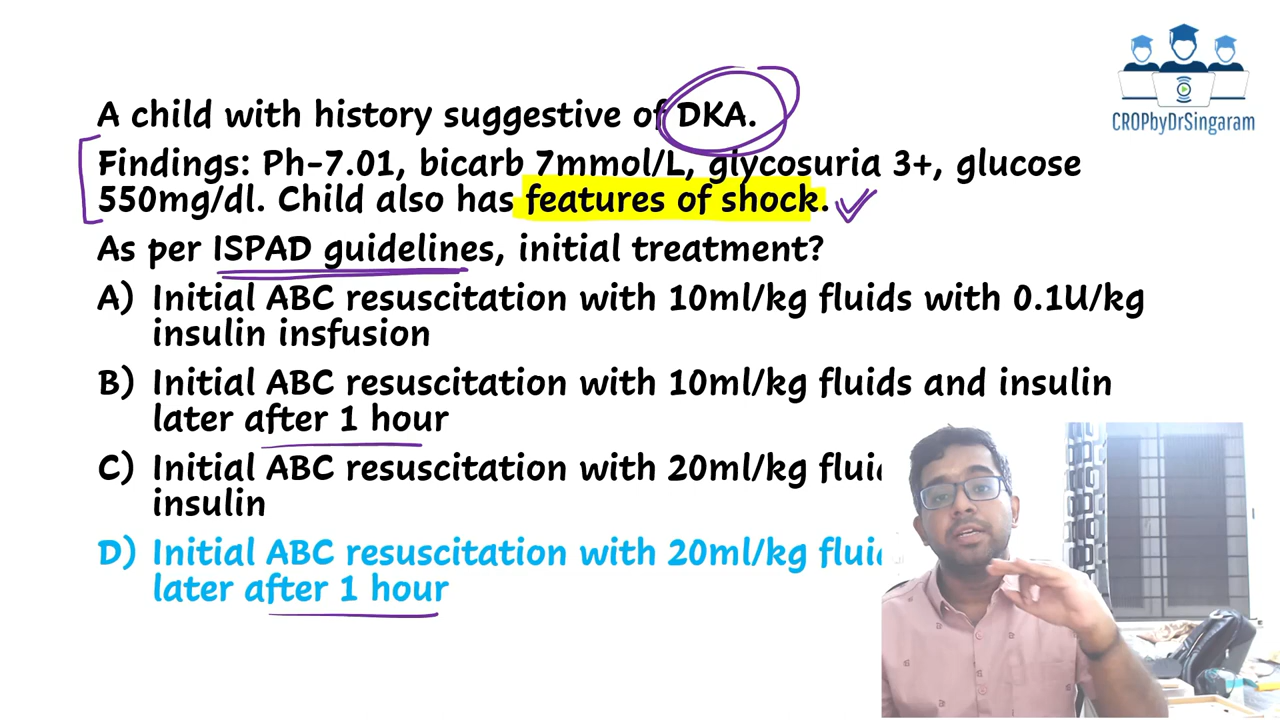 CROPbyDrSingaram
A child with history suggestive of DKA.
Findings: Ph-7.01, bicarb 7mmol/L, glycosuria 3+, glucose
550mg/dl. Child also has features of shock.
As per ISPAD guidelines, initial treatment?
A) Initial ABC resuscitation with 10ml/kg fluids with 0.1U/kg
insulin insfusion
B) Initial ABC resuscitation with 10ml/kg fluids and insulin
later after 1 hour
C) Initial ABC resuscitation with 20ml/kg
insulin
D) Initial ABC resuscitation with 20ml/kg
later after 1 hour